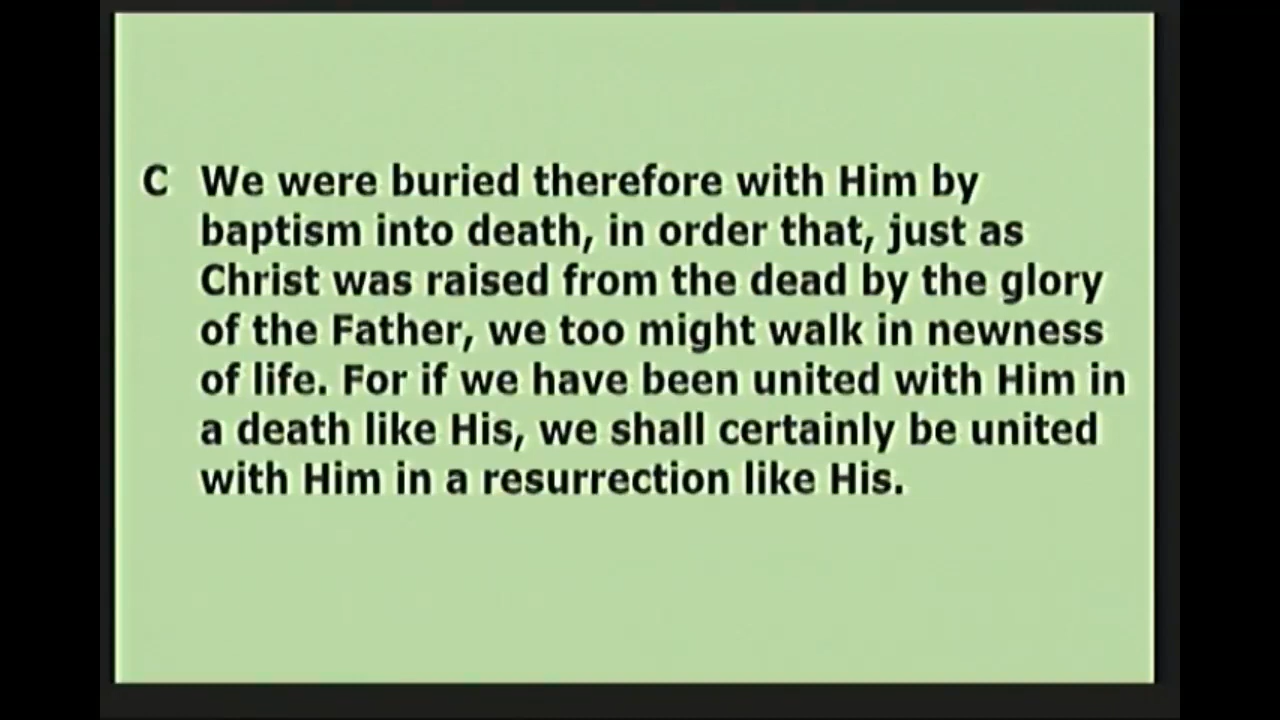 C We were buried therefore with Him by
baptism into death, in order that, just as
Christ was raised from the dead by the glory
of the Father, we too might walk in newness
of life. For if we have been united with Him in
a death like His, we shall certainly be united
with Him in a resurrection like His.